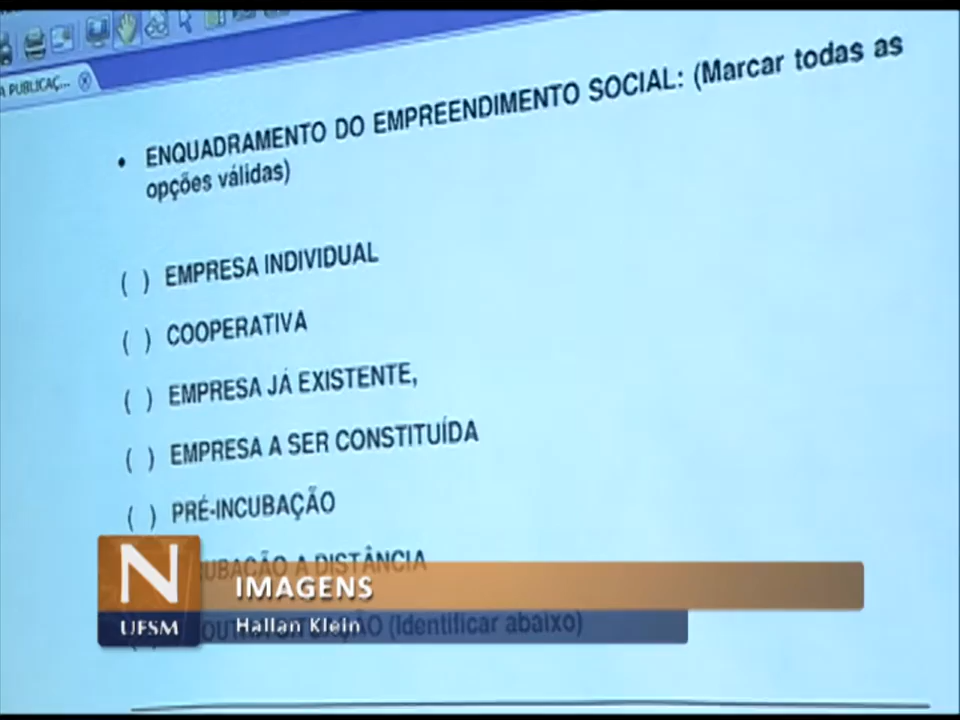 A PUBLICAÇ...
• ENQUADRAMENTO DO EMPREENDIMENTO SOCIAL: (Marcar todas as
opções válidas)
( ) EMPRESA INDIVIDUAL
( ) COOPERATIVA
( ) EMPRESA JÁ EXISTENTE,
( ) EMPRESA A SER CONSTITUÍDA
( ) PRÉ-INCUBAÇÃO
A DISTÂNCIA
(Identificar abaixo)
N
UFSM
IMAGENS
Hallan Klein